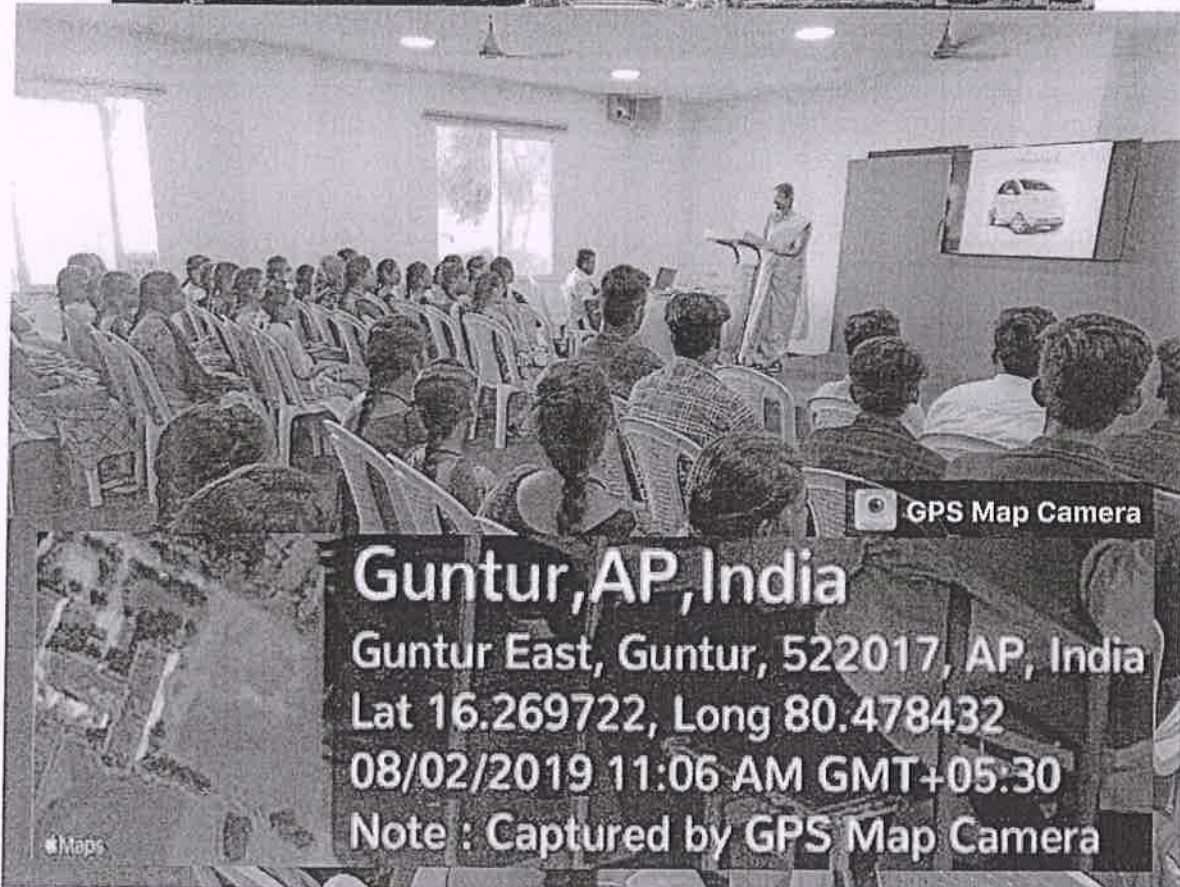 GPS Map Camera
Guntur,AP,India
Guntur East, Guntur, 522017, AP, India
Lat 16.269722, Long 80.478432
08/02/2019 11:06 AM GMT+05:30
Note : Captured by GPS Map Camera
Maps